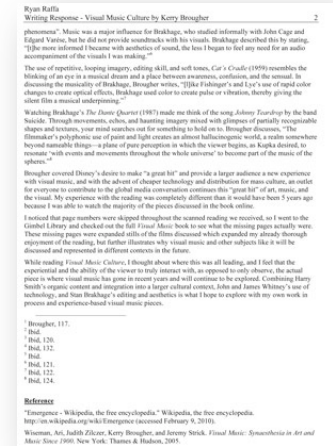 Ryan Raffa
Writing Response - Visual Music Culture by Kerry Brougher 2
phenomena". Music was a major influence for Brakhage, who studied informally with John Cage and
Edgard Varèse, but he did not provide soundtracks with his visuals. Brakhage described this by stating,
"[t]he more informed I became with aesthetics of sound, the less I began to feel any need for an audio
accompaniment of the visuals I was making."
The use of repetitive, looping imagery, editing skill, and soft tones, Cat's Cradle (1959) resembles the
blinking of an eye in a musical dream and a place between awareness, confusion, and the sensual. In
discussing the musicality of Brakhage, Brougher writes, "[l]ike Fishinger's and Lye's use of rapid color
changes to create optical effects, Brakhage used color to create pulse or vibration, thereby giving the
silent film a musical underpinning."
Watching Brakhage's The Dante Quartet (1987) made me think of the song Johnny Teardrop by the band
Suicide. Through movements, echos, and haunting imagery mixed with glimpses of partially recognizable
shapes and textures, your mind searches out for something to hold on to. Brougher discusses, "The
filmmaker's polyphonic use of paint and light creates an almost hallucinogenic world, a realm somewhere
beyond nameable things—a plane of pure perception in which the viewer begins, as Kupka desired, to
resonate 'with events and movements throughout the whole universe' to become part of the music of the
spheres."
Brougher covered Disney's desire to make "a great hit" and provide a larger audience a new experience
with visual music, and with the advent of cheaper technology and distribution for mass culture, an outlet
for everyone to contribute to the global media conversation continues this "great hit" of art, music, and
the visual. My experience with the reading was completely different than it would have been 5 years ago
because I was able to watch the majority of the pieces discussed in the book online.
I noticed that page numbers were skipped throughout the scanned reading we received, so I went to the
Gimbel Library and checked out the full Visual Music book to see what the missing pages actually were.
These missing pages were expanded stills of the films discussed which expanded my already thorough
enjoyment of the reading, but further illustrates why visual music and other subjects like it will be
discussed and represented in different contexts in the future.
While reading Visual Music Culture, I thought about where this was all leading, and I feel that the
experiential and the ability of the viewer to truly interact with, as opposed to only observe, the actual
piece is where visual music has gone in recent years and will continue to be explored. Combining Harry
Smith's organic content and integration into a larger cultural context, John and James Whitney's use of
technology, and Stan Brakhage's editing and aesthetics is what I hope to explore with my own work in
process and experience-based visual music pieces.
1 Brougher, 117.
2 Ibid.
3 Ibid, 120.
4 Ibid, 132.
5 Ibid.
6 Ibid, 121.
7 Ibid, 122.
8 Ibid, 124.
Reference
"Emergence - Wikipedia, the free encyclopedia." Wikipedia, the free encyclopedia.
http://en.wikipedia.org/wiki/Emergence (accessed February 9, 2010).
Wiseman, Ari, Judith Zilczer, Kerry Brougher, and Jeremy Strick. Visual Music: Synaesthesia in Art and
Music Since 1900. New York: Thames & Hudson, 2005.